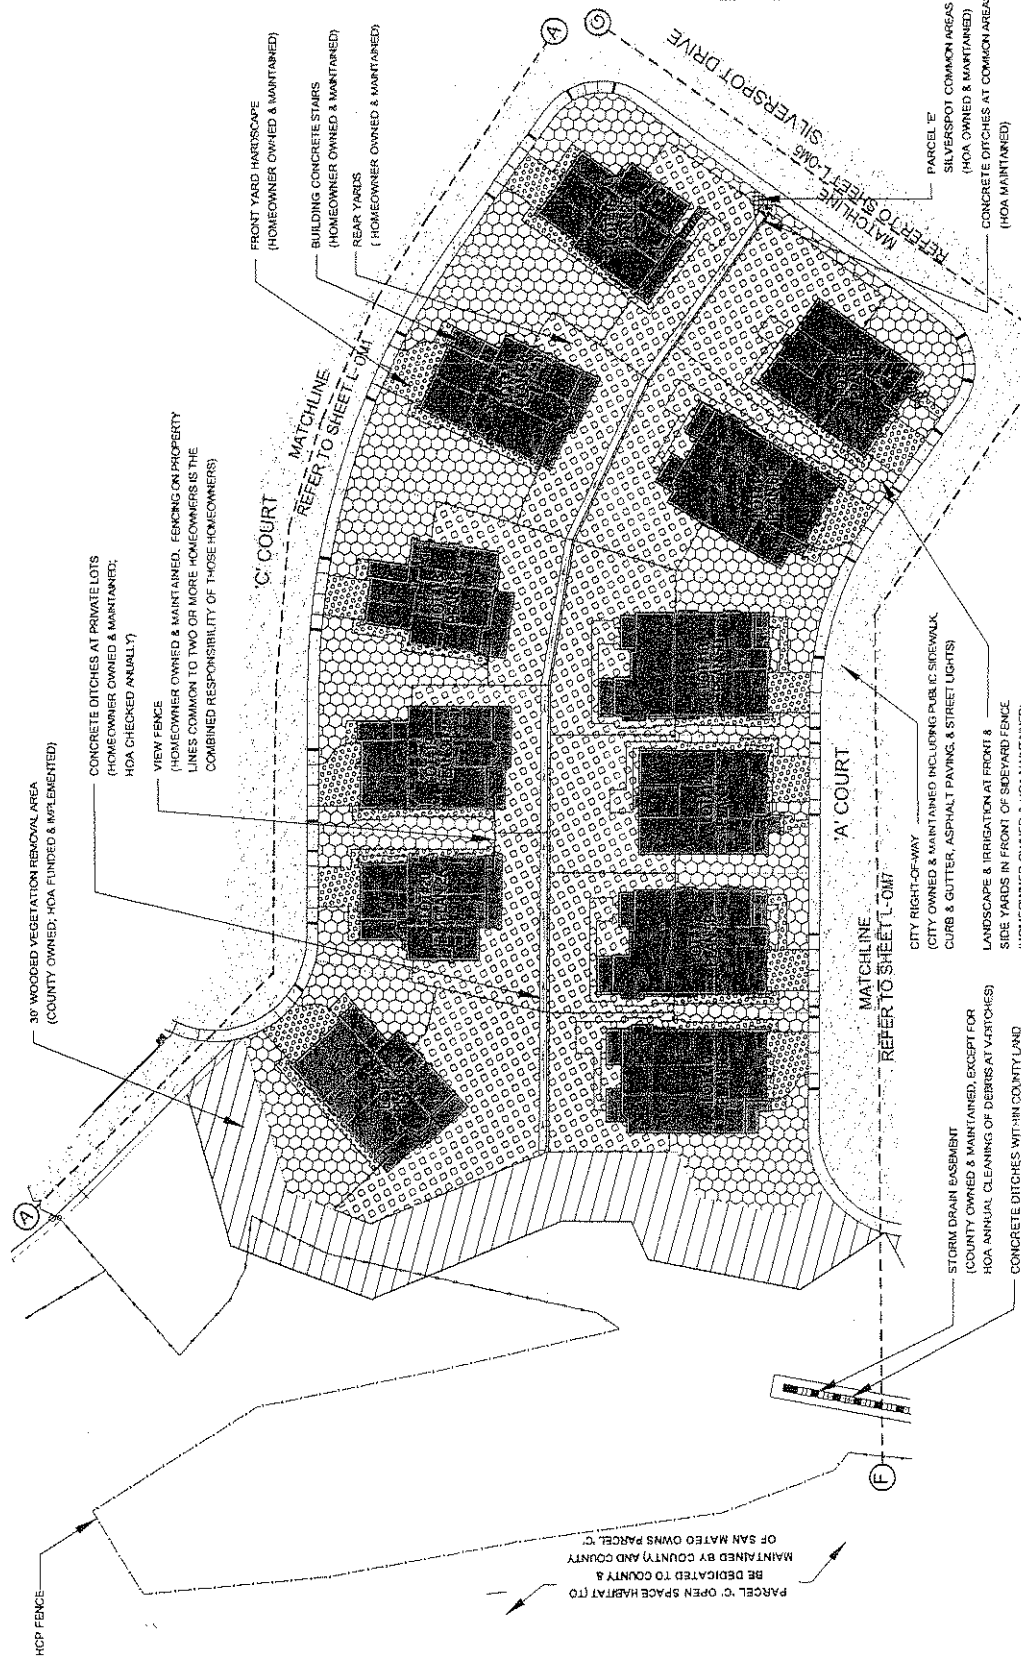 HCP FENCE
30' WOODED VEGETATION REMOVAL AREA
(COUNTY OWNED; HOA FUNDED & IMPLEMENTED)
CONCRETE DITCHES AT PRIVATE LOTS
(HOMEOWNER OWNED & MAINTAINED;
HOA CHECKED ANUALLY)
VIEW FENCE
(HOMEOWNER OWNED & MAINTAINED. FENCING ON PROPERTY
LINES COMMON TO TWO OR MORE HOMEOWNERS IS THE
COMBINED RESPONSIBILITY OF THOSE HOMEOWNERS)
FRONT YARD HARDSCAPE
(HOMEOWNER OWNED & MAINTAINED)
BUILDING CONCRETE STAIRS
(HOMEOWNER OWNED & MAINTAINED)
REAR YARDS
( HOMEOWNER OWNED & MAINTAINED)
A
A
G
'C' COURT
MATCHLINE
REFER TO SHEET L-OM1
SILVERSPOT DRIVE
MATCHLINE
REFER TO SHEET L-OM5
'A' COURT
MATCHLINE
REFER TO SHEET L-OM7
F
PARCEL 'C' OPEN SPACE HABITAT (TO
BE DEDICATED TO COUNTY &
MAINTAINED BY COUNTY) AND COUNTY
OF SAN MATEO OWNS PARCEL 'C'.
STORM DRAIN EASEMENT
(COUNTY OWNED & MAINTAINED, EXCEPT FOR
HOA ANNUAL CLEANING OF DEBRIS AT V-DITCHES)
CONCRETE DITCHES WITHIN COUNTY LAND
CITY RIGHT-OF-WAY
(CITY OWNED & MAINTAINED INCLUDING PUBLIC SIDEWALK,
CURB & GUTTER, ASPHALT PAVING, & STREET LIGHTS)
LANDSCAPE & IRRIGATION AT FRONT &
SIDE YARDS IN FRONT OF SIDEYARD FENCE
PARCEL 'E'
SILVERSPOT COMMON AREAS
(HOA OWNED & MAINTAINED)
CONCRETE DITCHES AT COMMON AREAS
(HOA MAINTAINED)